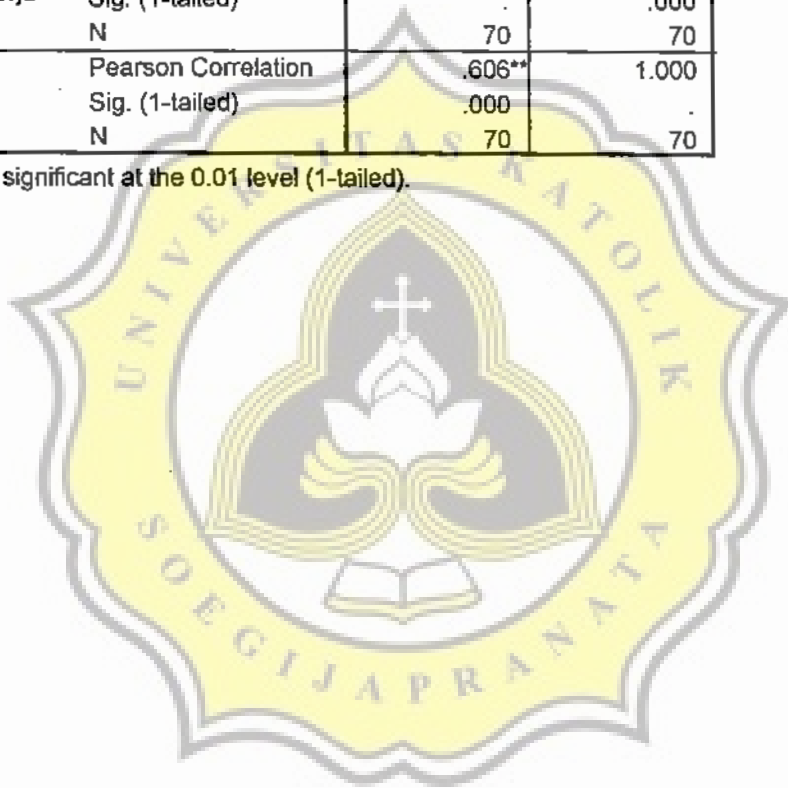 Sig. (1-tailed) . .000
N 70 70
Pearson Correlation .606** 1.000
Sig. (1-tailed) .000 .
N 70 70
significant at the 0.01 level (1-tailed).
UNIVERSITAS KATOLIK
SOEGIJAPRANATA